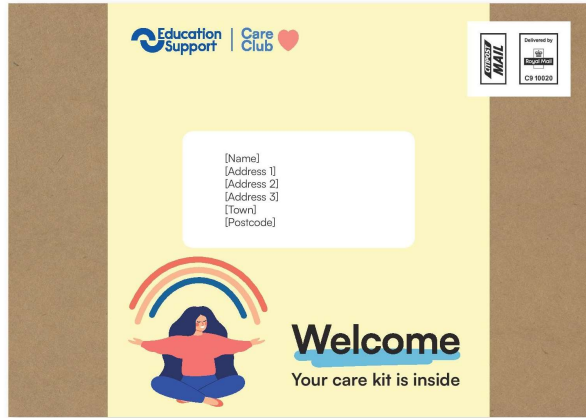 Education Support
Care Club
CITIPOST MAIL
Delivered by
Royal Mail
C9 10020
[Name]
[Address 1]
[Address 2]
[Address 3]
[Town]
[Postcode]
Welcome
Your care kit is inside